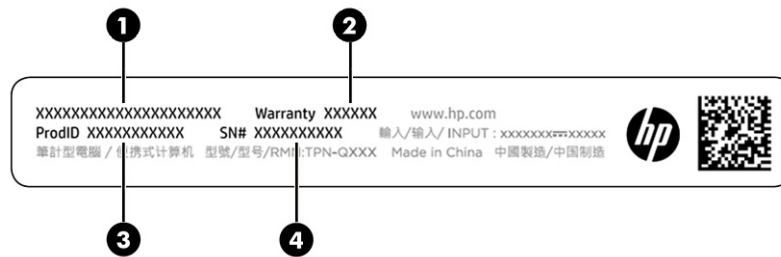 1 2
XXXXXXXXXXXXXXXXXXXXX Warranty XXXXXX www.hp.com
ProdID XXXXXXXXXXX SN# XXXXXXXXXX 輸入/输入/ INPUT : xxxxxxx⎓xxxxx
筆計型電腦 / 便携式计算机 型號/型号/RMN:TPN-QXXX Made in China 中國製造/中国制造
hp
3 4